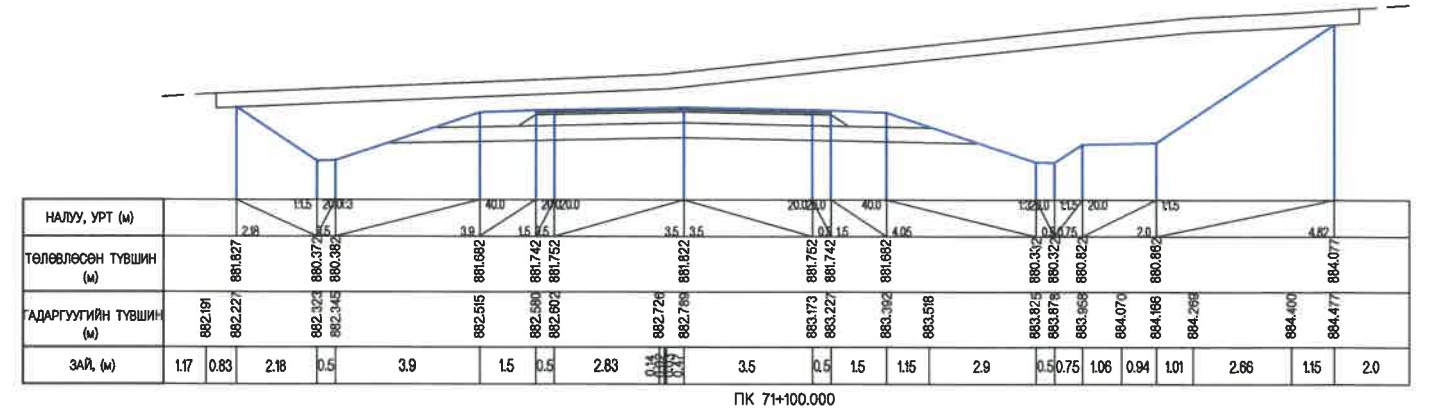 НАЛУУ, УРТ (м)
1:1.5 20.0 1:3 40.0 20.0 20.0 20.0 40.0 1:1.5 20.0 1:1.5
2.18 0.5 3.9 1.5 0.5 3.5 3.5 0.5 1.5 4.05 0.5 0.75 2.0 4.82
ТӨЛӨВЛӨСӨН ТҮВШИН
(м)
881.827 880.372 880.382 881.682 881.742 881.752 881.822 881.752 881.742 881.682 880.332 880.322 880.822 880.862 884.077
ГАДАРГУУГИЙН ТҮВШИН
(м)
882.191 882.227 882.323 882.345 882.515 882.580 882.602 882.726 882.789 883.173 883.227 883.392 883.518 883.825 883.878 883.958 884.070 884.166 884.269 884.400 884.477
ЗАЙ, (м)
1.17 0.83 2.18 0.5 3.9 1.5 0.5 2.83 0.14 0.47 3.5 0.5 1.5 1.15 2.9 0.5 0.75 1.06 0.94 1.01 2.66 1.15 2.0
ПК 71+100.000